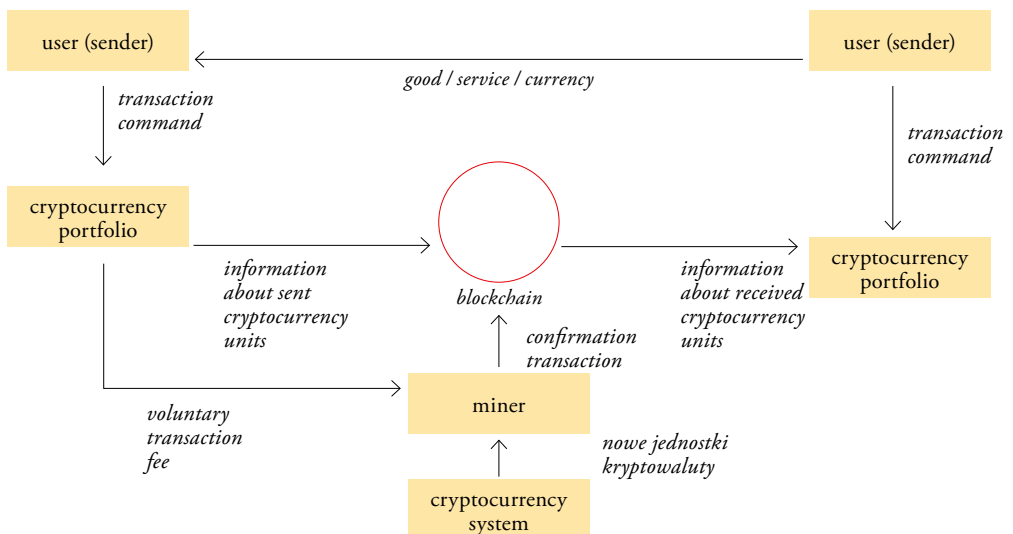 user (sender)
user (sender)
good / service / currency
transaction
command
transaction
command
cryptocurrency
portfolio
cryptocurrency
portfolio
information
about sent
cryptocurrency
units
blockchain
information
about received
cryptocurrency
units
confirmation
transaction
miner
voluntary
transaction
fee
nowe jednostki
kryptowaluty
cryptocurrency
system